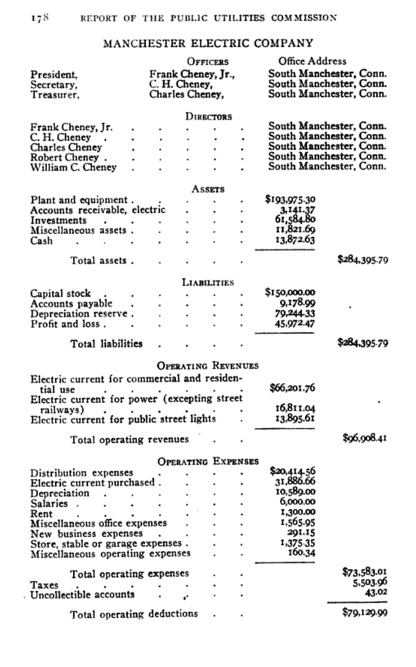 178 REPORT OF THE PUBLIC UTILITIES COMMISSION
MANCHESTER ELECTRIC COMPANY
OFFICERS Office Address
President, Frank Cheney, Jr., South Manchester, Conn.
Secretary, C. H. Cheney, South Manchester, Conn.
Treasurer, Charles Cheney, South Manchester, Conn.
DIRECTORS
Frank Cheney, Jr. . . . . . South Manchester, Conn.
C. H. Cheney . . . . . . South Manchester, Conn.
Charles Cheney . . . . . South Manchester, Conn.
Robert Cheney . . . . . . South Manchester, Conn.
William C. Cheney . . . . . South Manchester, Conn.
ASSETS
Plant and equipment . . . . . $193,975.30
Accounts receivable, electric . . . 3,141.37
Investments . . . . . . 61,584.80
Miscellaneous assets . . . . . 11,821.69
Cash . . . . . . . 13,872.63
Total assets . . . . . $284,395.79
LIABILITIES
Capital stock . . . . . . $150,000.00
Accounts payable . . . . . 9,178.99
Depreciation reserve . . . . . 79,244.33
Profit and loss . . . . . . 45,972.47
Total liabilities . . . . $284,395.79
OPERATING REVENUES
Electric current for commercial and residen-
tial use . . . . . . $66,201.76
Electric current for power (excepting street
railways) . . . . . . 16,811.04
Electric current for public street lights . 13,895.61
Total operating revenues . . $96,908.41
OPERATING EXPENSES
Distribution expenses . . . . $20,414.56
Electric current purchased . . . . 31,886.66
Depreciation . . . . . . 10,589.00
Salaries . . . . . . . 6,000.00
Rent . . . . . . . 1,300.00
Miscellaneous office expenses . . . 1,565.95
New business expenses . . . . 291.15
Store, stable or garage expenses . . . 1,375.35
Miscellaneous operating expenses . . 160.34
Total operating expenses . . $73,583.01
Taxes . . . . . . . 5,503.96
Uncollectible accounts . . . . 43.02
Total operating deductions . . $79,129.99